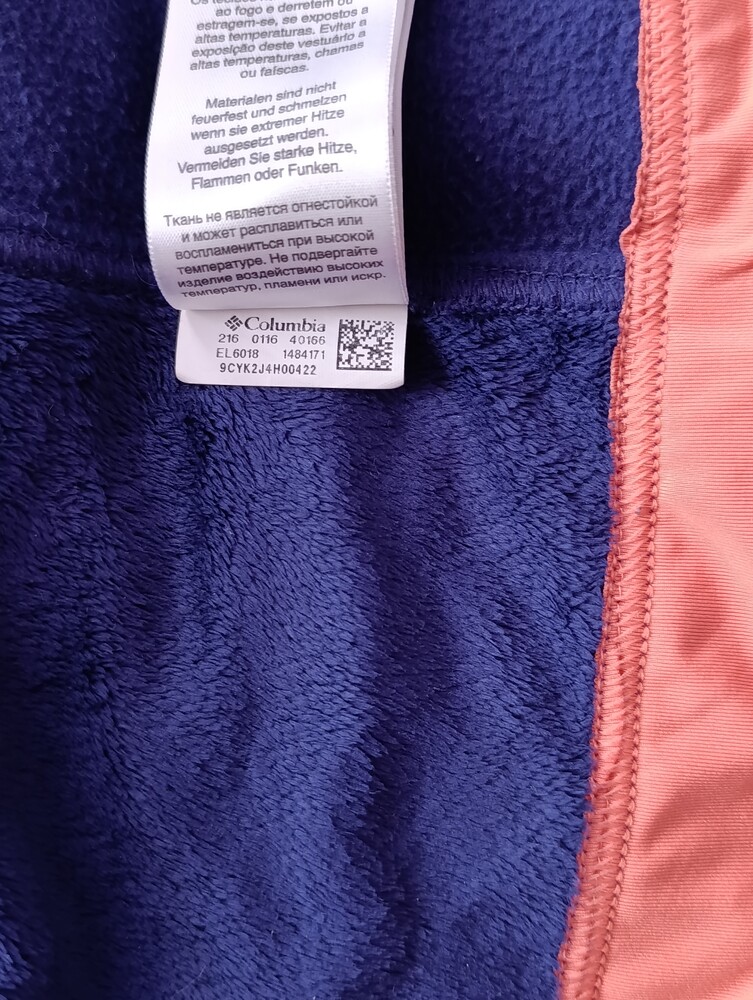 Os tecidos não
ao fogo e derretem ou
estragem-se, se expostos a
altas temperaturas. Evitar a
exposição deste vestuário a
altas temperaturas, chamas
ou faíscas.
Materialen sind nicht
feuerfest und schmelzen
wenn sie extremer Hitze
ausgesetzt werden.
Vermeiden Sie starke Hitze,
Flammen oder Funken.
Ткань не является огнестойкой
и может расплавиться или
воспламениться при высокой
температуре. Не подвергайте
изделие воздействию высоких
температур, пламени или искр.
Columbia
216 0116 40166
EL6018 1484171
9CYK2J4H00422